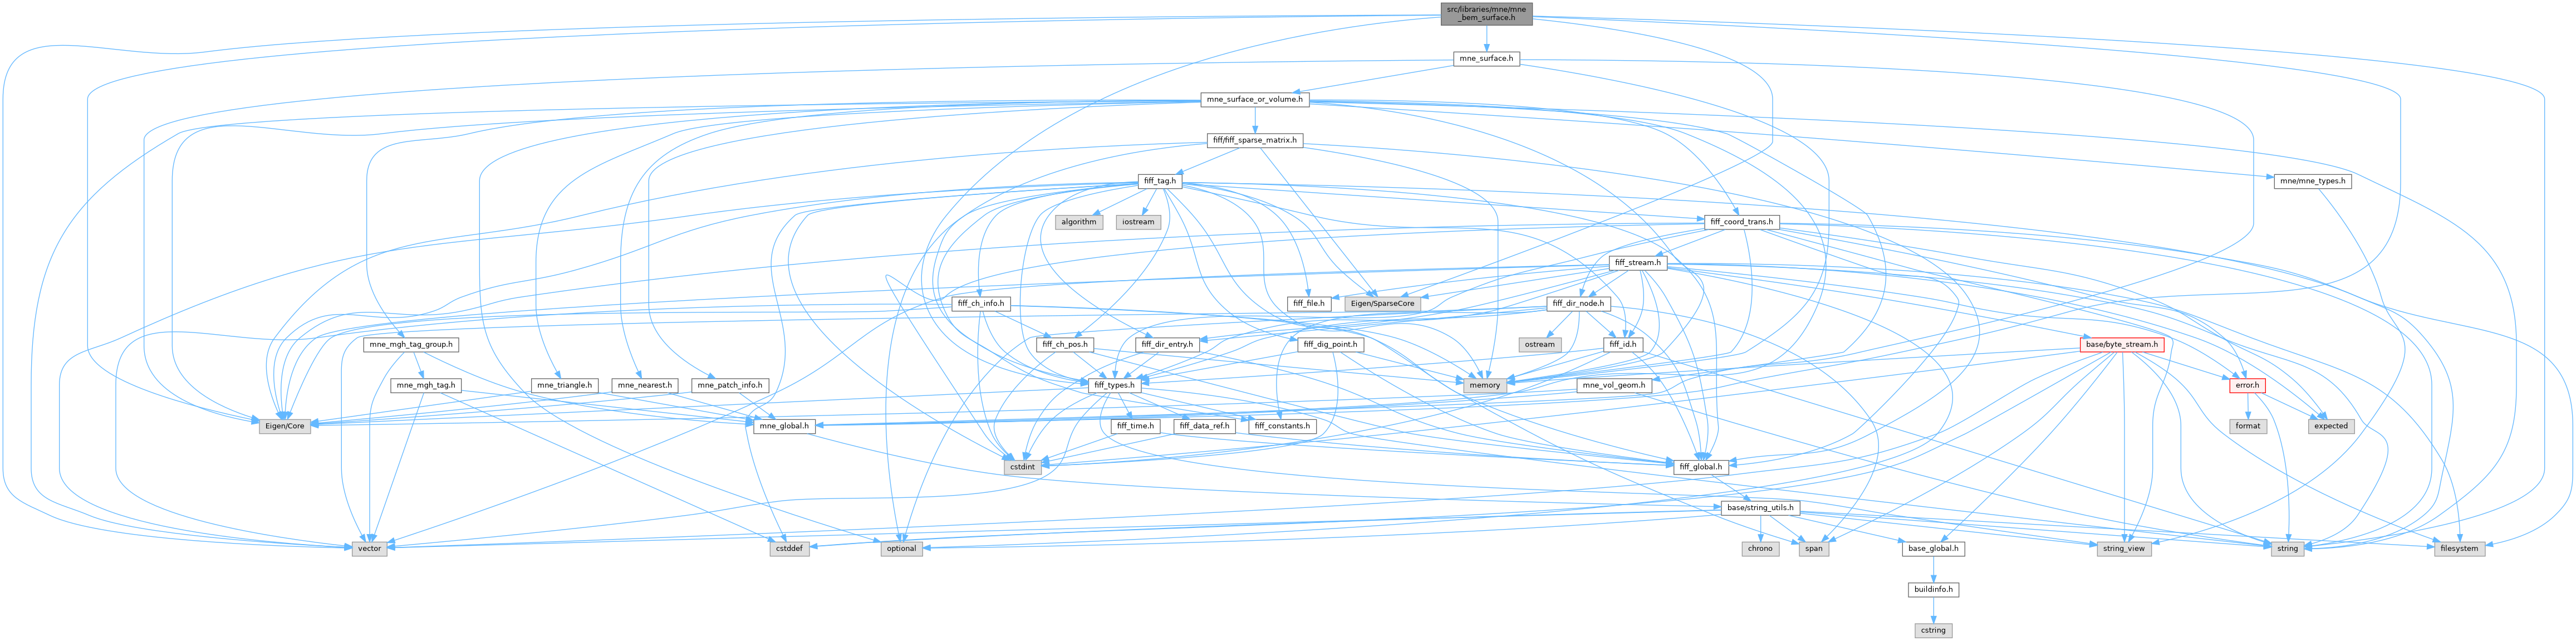 src/libraries/mne/mne
_bem_surface.h
mne_surface.h
mne_surface_or_volume.h
fiff/fiff_sparse_matrix.h
fiff_tag.h
mne/mne_types.h
algorithm
iostream
fiff_coord_trans.h
fiff_stream.h
fiff_ch_info.h
fiff_file.h
Eigen/SparseCore
fiff_dir_node.h
mne_mgh_tag_group.h
fiff_ch_pos.h
fiff_dir_entry.h
fiff_dig_point.h
ostream
fiff_id.h
base/byte_stream.h
mne_mgh_tag.h
mne_triangle.h
mne_nearest.h
mne_patch_info.h
fiff_types.h
memory
mne_vol_geom.h
error.h
Eigen/Core
mne_global.h
fiff_time.h
fiff_data_ref.h
fiff_constants.h
format
expected
cstdint
fiff_global.h
base/string_utils.h
vector
cstddef
optional
chrono
span
base_global.h
string_view
string
filesystem
buildinfo.h
cstring